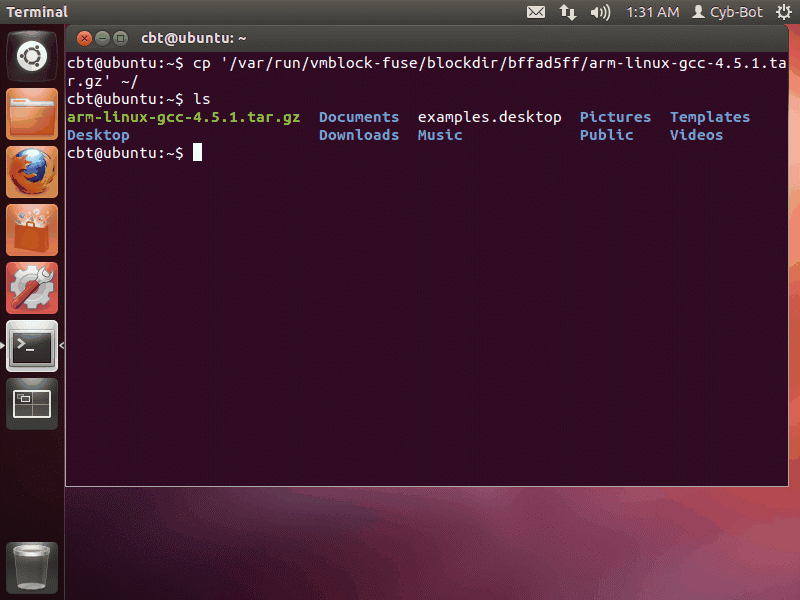 Terminal
1:31 AM
Cyb-Bot
cbt@ubuntu: ~
cbt@ubuntu:~$ cp '/var/run/vmblock-fuse/blockdir/bffad5ff/arm-linux-gcc-4.5.1.ta
r.gz' ~/
cbt@ubuntu:~$ ls
arm-linux-gcc-4.5.1.tar.gz Documents examples.desktop Pictures Templates
Desktop Downloads Music Public Videos
cbt@ubuntu:~$
>_